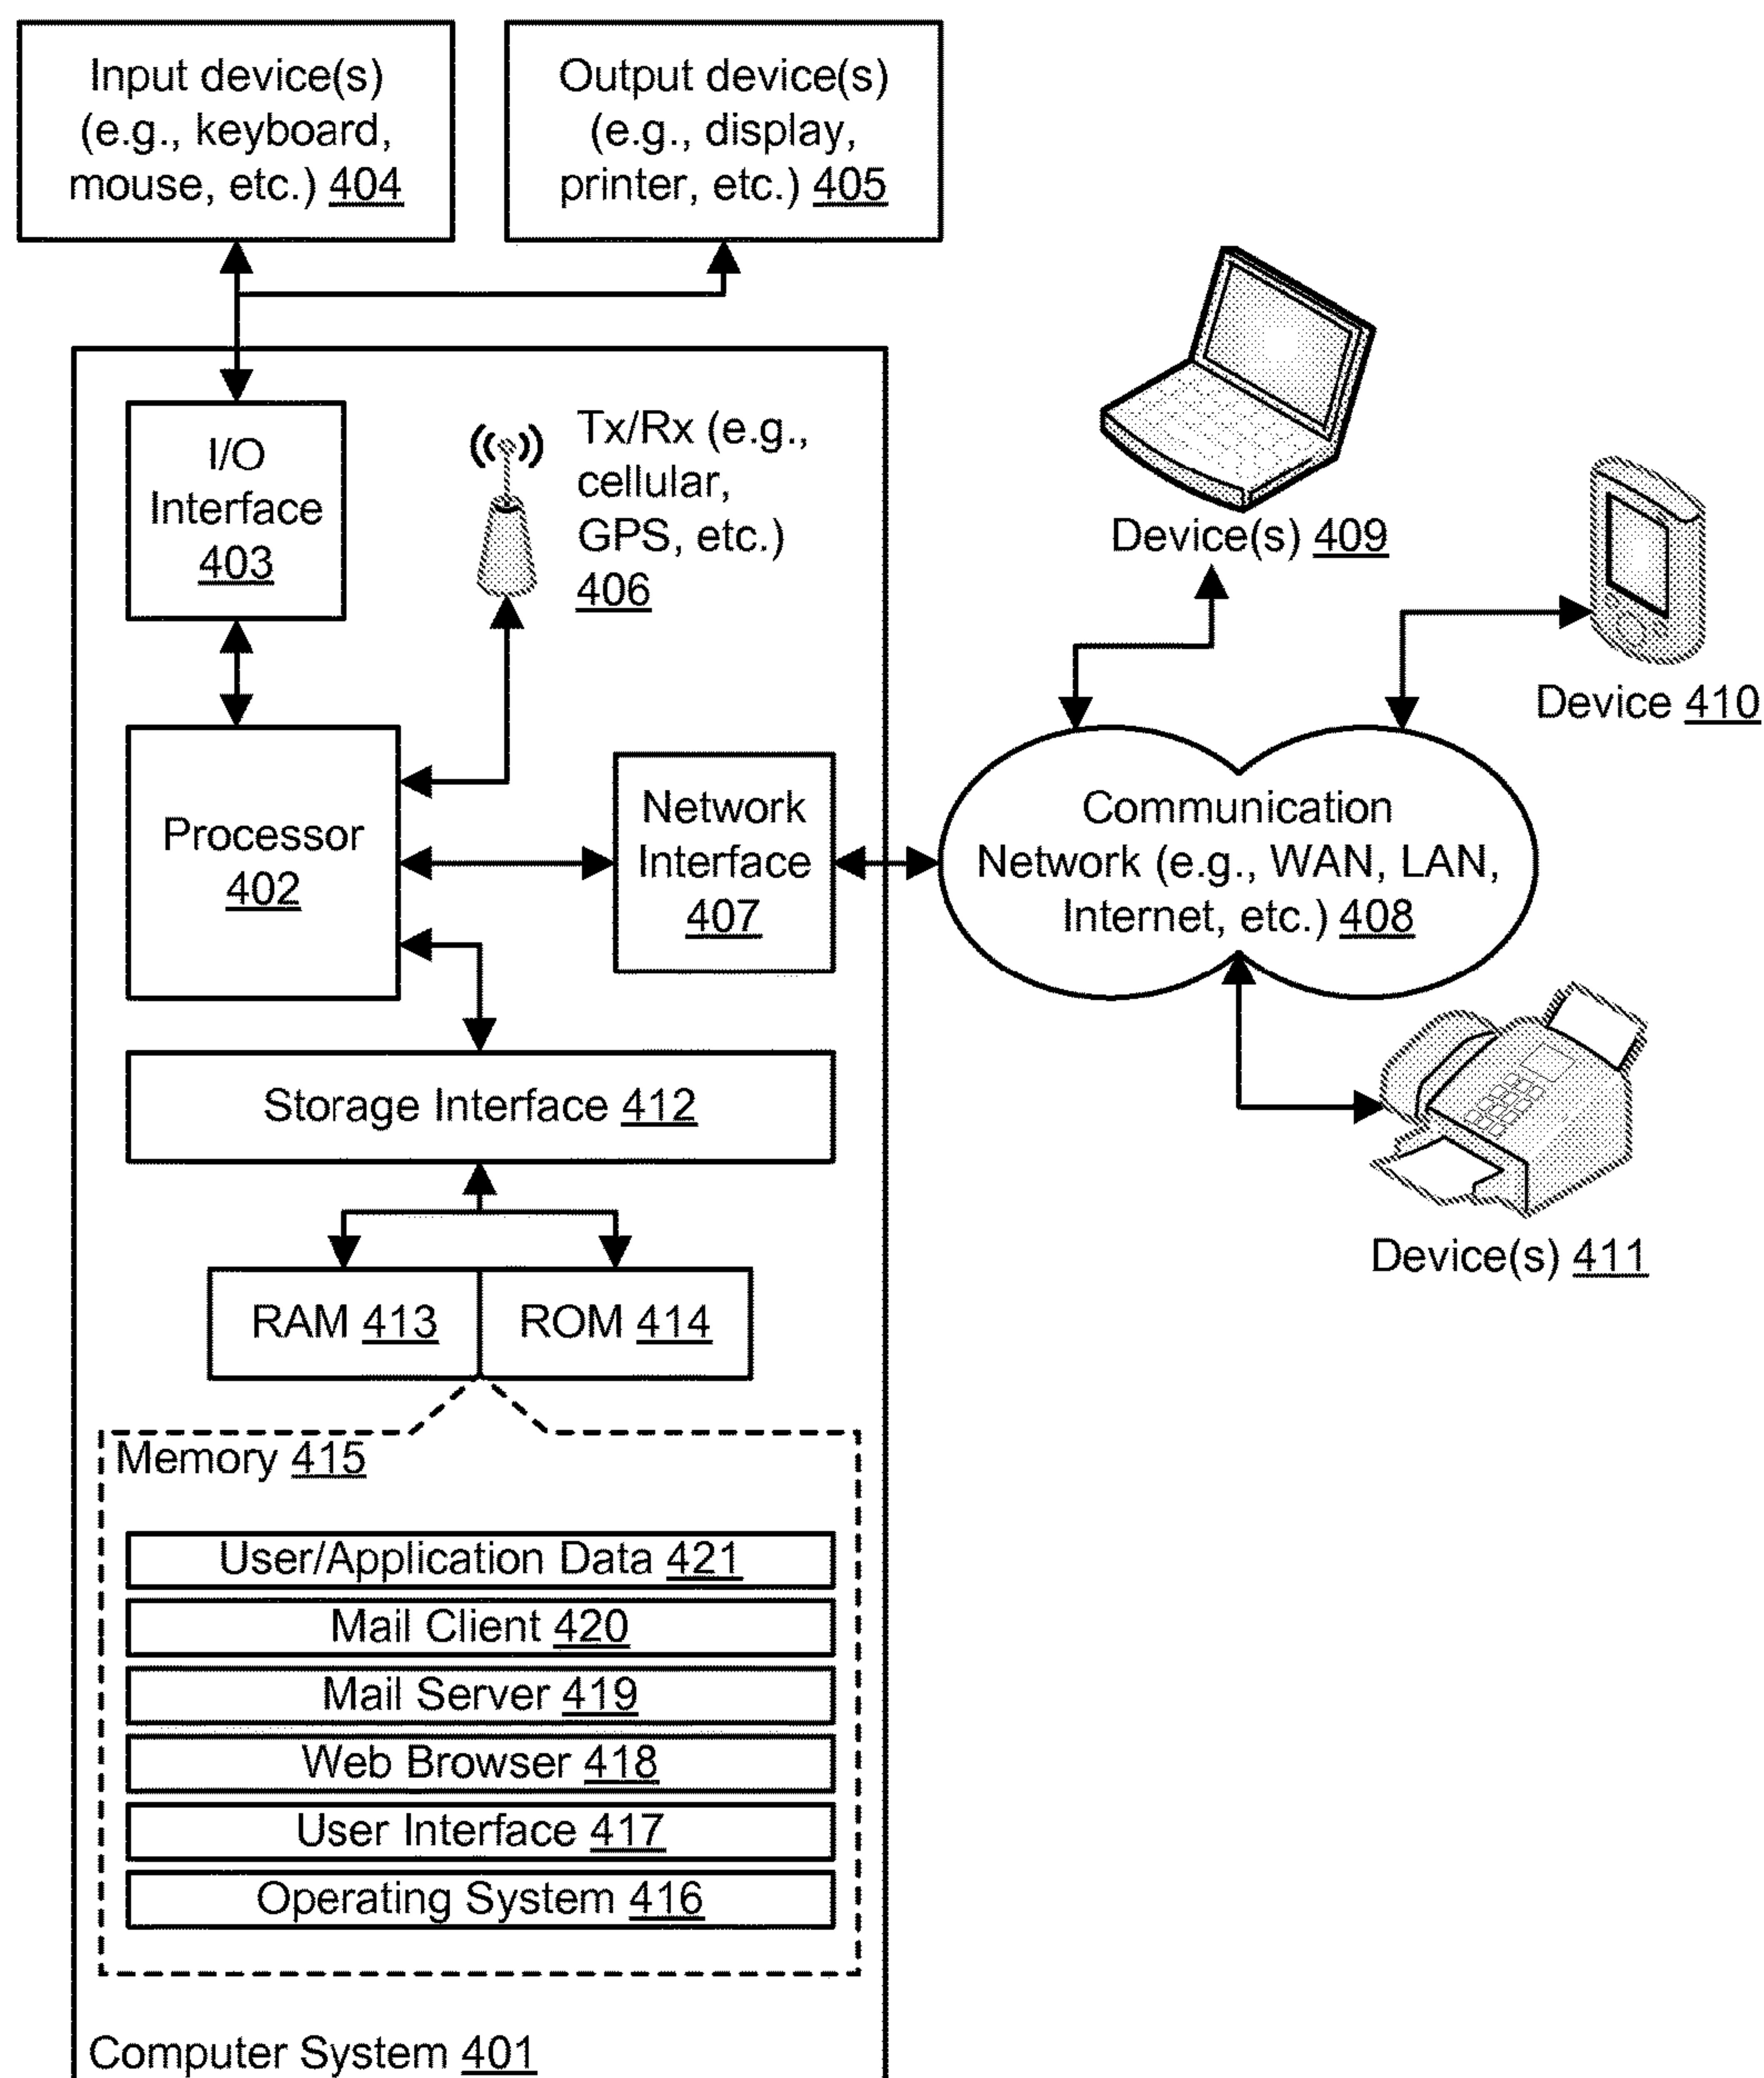 Input device(s)
(e.g., keyboard,
mouse, etc.) 404
Output device(s)
(e.g., display,
printer, etc.) 405
I/O
Interface
403
Tx/Rx (e.g.,
cellular,
GPS, etc.)
406
Device(s) 409
Device 410
Processor
402
Network
Interface
407
Communication
Network (e.g., WAN, LAN,
Internet, etc.) 408
Storage Interface 412
Device(s) 411
RAM 413
ROM 414
Memory 415
User/Application Data 421
Mail Client 420
Mail Server 419
Web Browser 418
User Interface 417
Operating System 416
Computer System 401